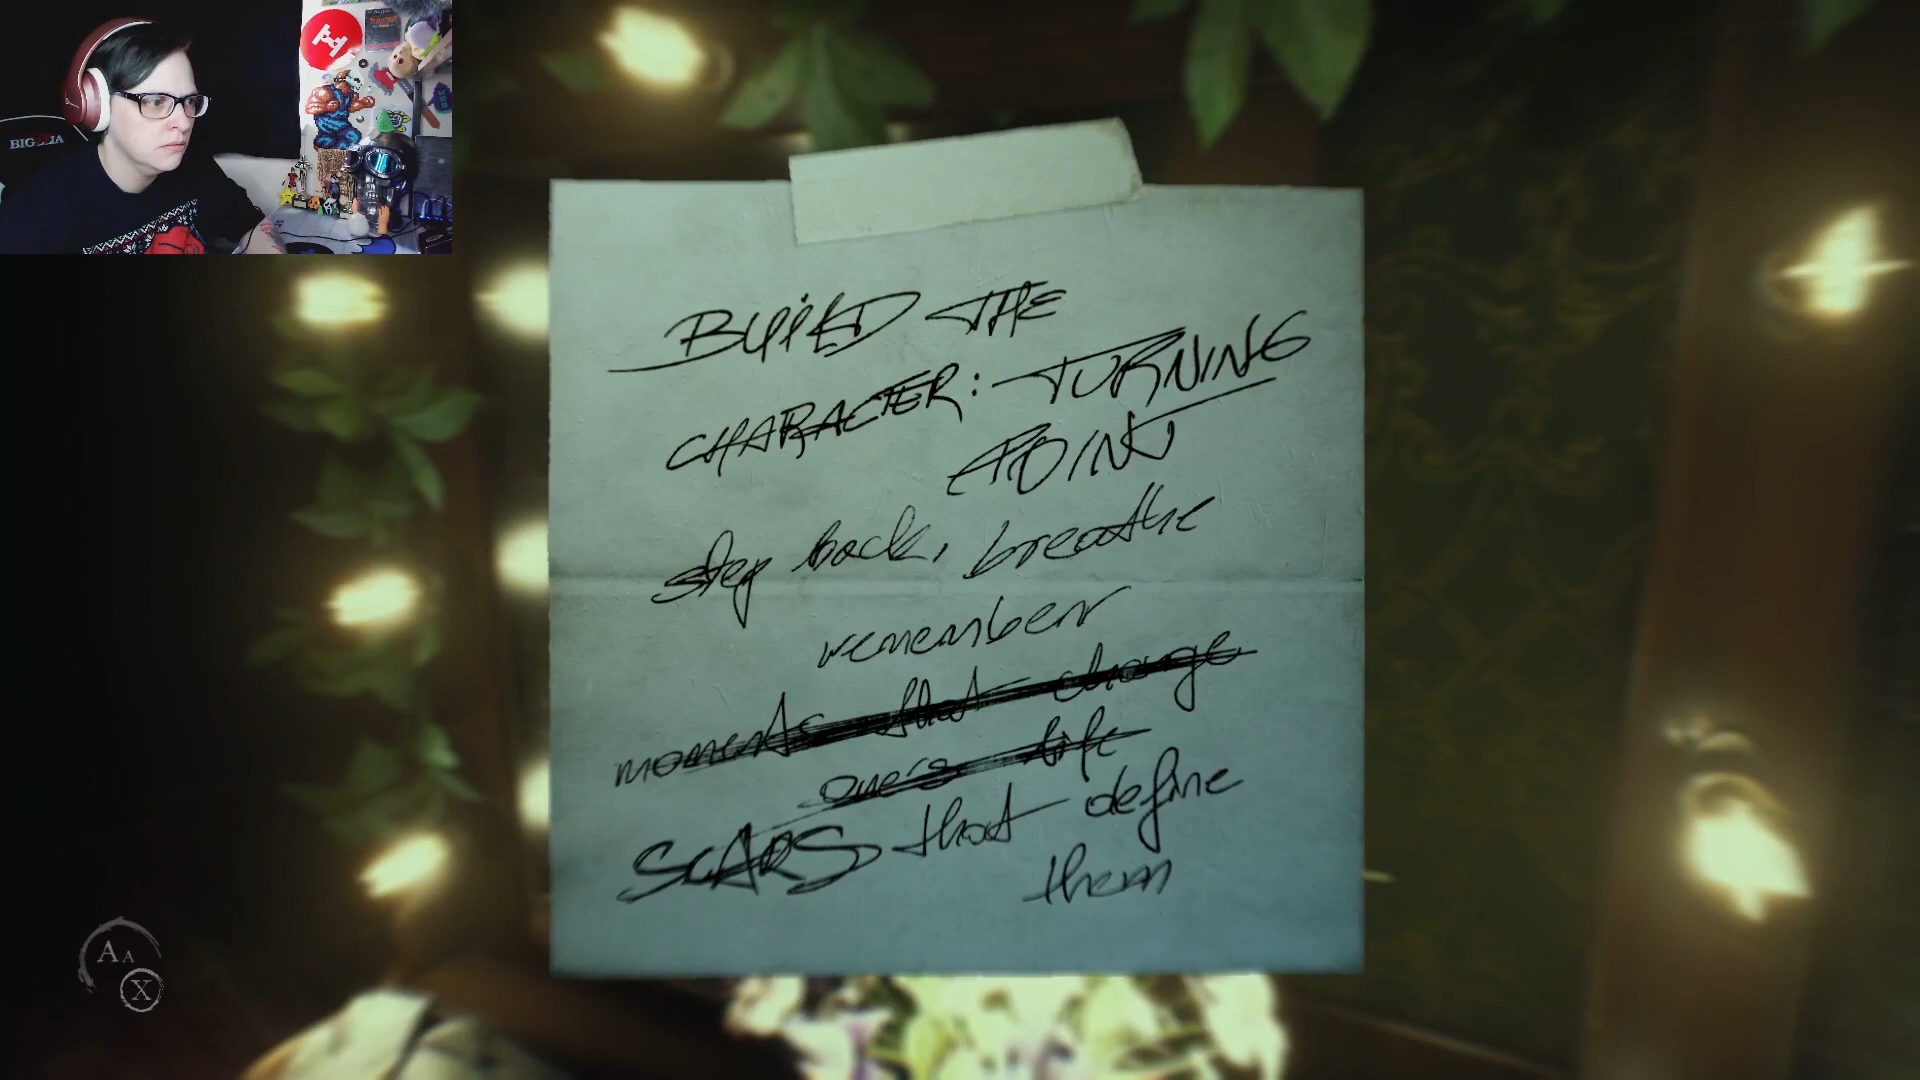 BUILD THE
CHARACTER: TURNING
POINT
step back, breathe
remember
moments that change
one's life
SCARS that define
them
A A
X